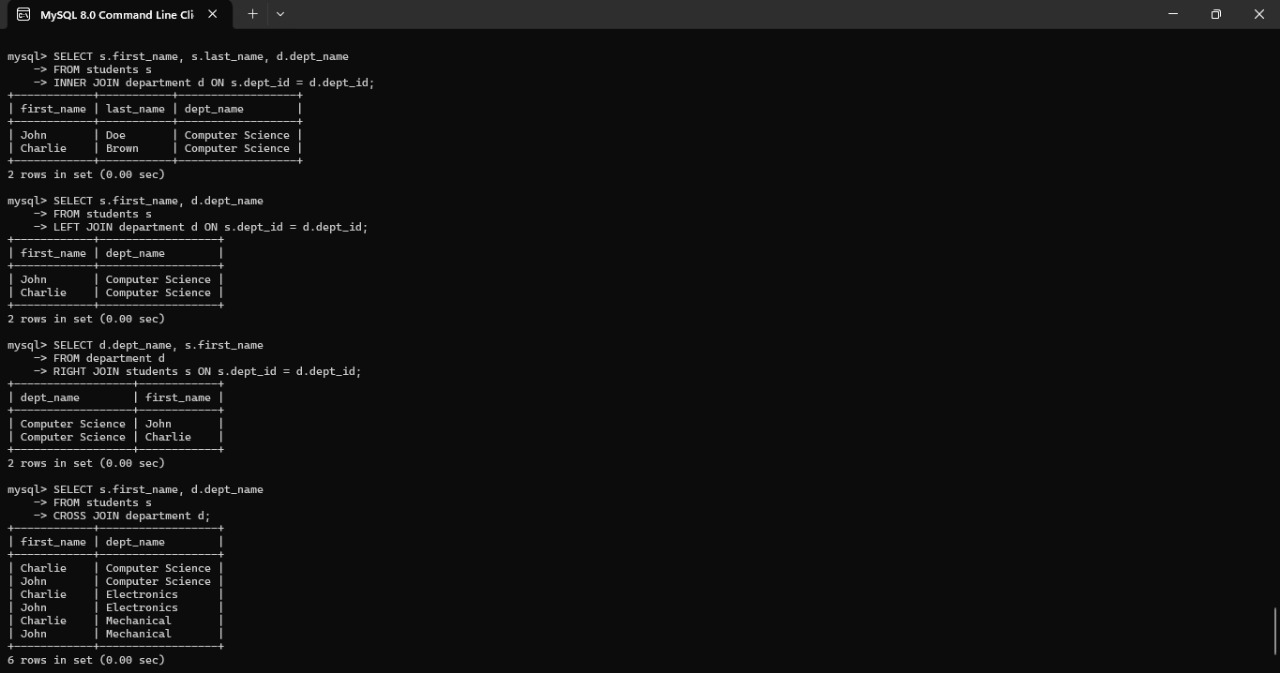 MySQL 8.0 Command Line Cli
mysql> SELECT s.first_name, s.last_name, d.dept_name
    -> FROM students s
    -> INNER JOIN department d ON s.dept_id = d.dept_id;
+------------+-----------+------------------+
| first_name | last_name | dept_name        |
+------------+-----------+------------------+
| John       | Doe       | Computer Science |
| Charlie    | Brown     | Computer Science |
+------------+-----------+------------------+
2 rows in set (0.00 sec)
mysql> SELECT s.first_name, d.dept_name
    -> FROM students s
    -> LEFT JOIN department d ON s.dept_id = d.dept_id;
+------------+------------------+
| first_name | dept_name        |
+------------+------------------+
| John       | Computer Science |
| Charlie    | Computer Science |
+------------+------------------+
2 rows in set (0.00 sec)
mysql> SELECT d.dept_name, s.first_name
    -> FROM department d
    -> RIGHT JOIN students s ON s.dept_id = d.dept_id;
+------------------+------------+
| dept_name        | first_name |
+------------------+------------+
| Computer Science | John       |
| Computer Science | Charlie    |
+------------------+------------+
2 rows in set (0.00 sec)
mysql> SELECT s.first_name, d.dept_name
    -> FROM students s
    -> CROSS JOIN department d;
+------------+------------------+
| first_name | dept_name        |
+------------+------------------+
| Charlie    | Computer Science |
| John       | Computer Science |
| Charlie    | Electronics      |
| John       | Electronics      |
| Charlie    | Mechanical       |
| John       | Mechanical       |
+------------+------------------+
6 rows in set (0.00 sec)